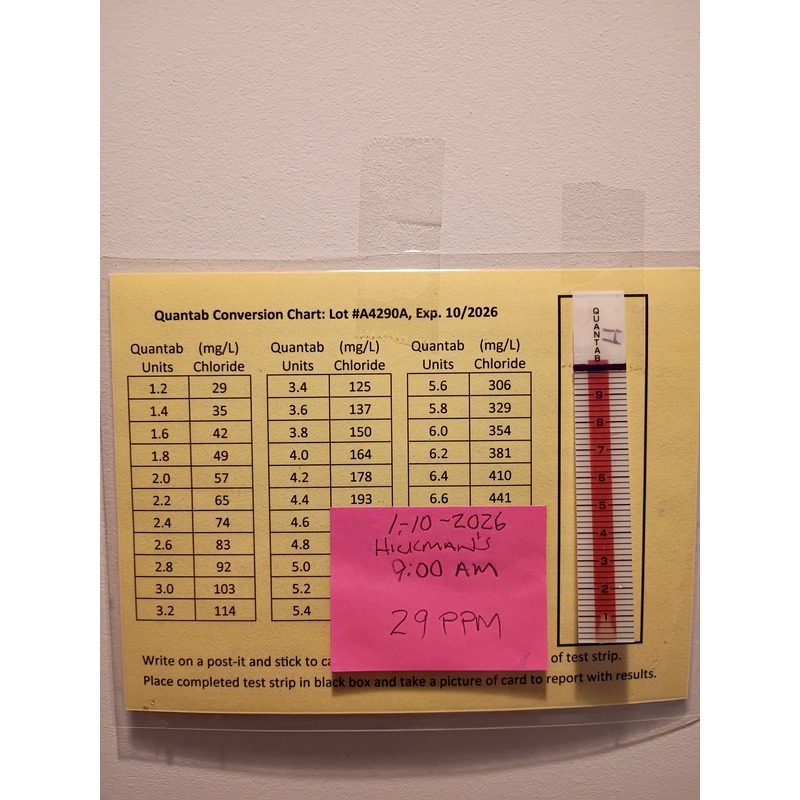 Quantab Conversion Chart: Lot #A4290A, Exp. 10/2026
Quantab (mg/L) Quantab (mg/L) Quantab (mg/L)
Units Chloride Units Chloride Units Chloride
1.2 29 3.4 125 5.6 306
1.4 35 3.6 137 5.8 329
1.6 42 3.8 150 6.0 354
1.8 49 4.0 164 6.2 381
2.0 57 4.2 178 6.4 410
2.2 65 4.4 193 6.6 441
2.4 74 4.6
2.6 83 4.8
2.8 92 5.0
3.0 103 5.2
3.2 114 5.4
1-10-2026
HICKMAN'S
9:00 AM
29 PPM
Write on a post-it and stick to ca of test strip.
Place completed test strip in black box and take a picture of card to report with results.
QUANTAB
H
9
8
7
6
5
4
3
2
1